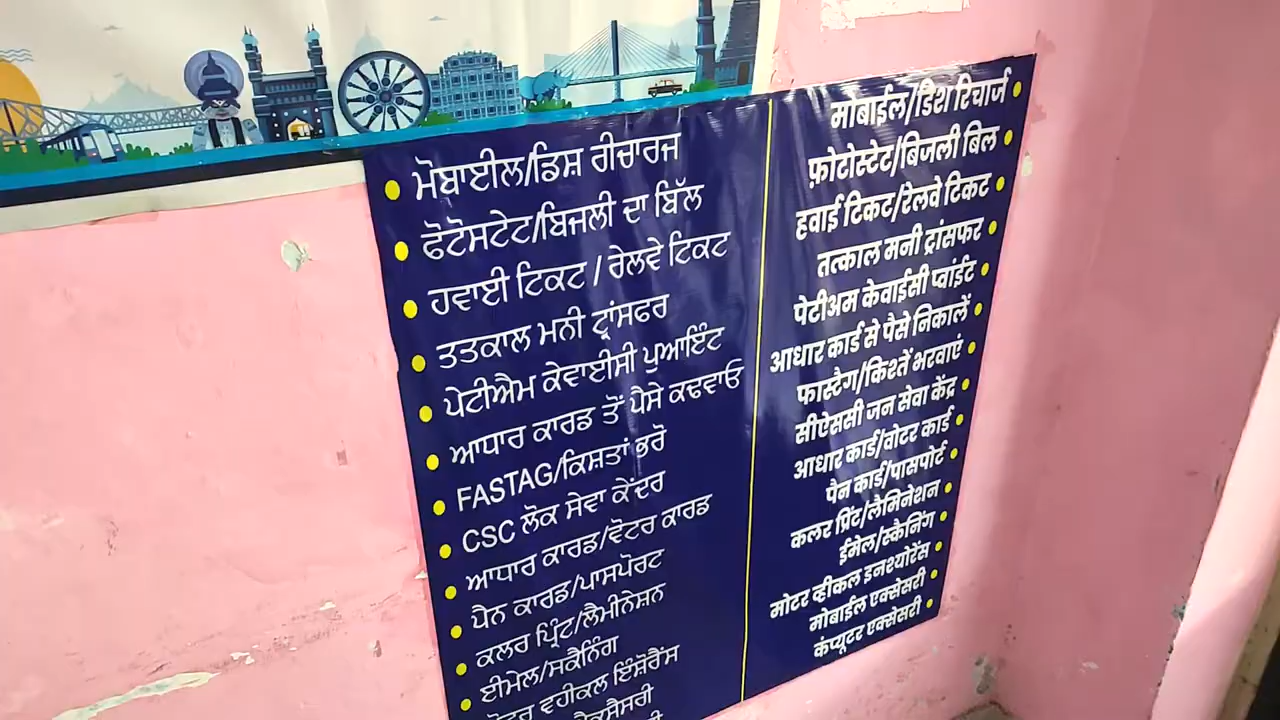 ਮੋਬਾਈਲ/ਡਿਸ਼ ਰੀਚਾਰਜ
ਫੋਟੋਸਟੇਟ/ਬਿਜਲੀ ਦਾ ਬਿੱਲ
ਹਵਾਈ ਟਿਕਟ / ਰੇਲਵੇ ਟਿਕਟ
ਤਤਕਾਲ ਮਨੀ ਟ੍ਰਾਂਸਫਰ
ਪੇਟੀਐਮ ਕੇਵਾਈਸੀ ਪੁਆਇੰਟ
ਆਧਾਰ ਕਾਰਡ ਤੋਂ ਪੈਸੇ ਕਢਵਾਓ
FASTAG/ਕਿਸ਼ਤਾਂ ਭਰੋ
CSC ਲੋਕ ਸੇਵਾ ਕੇਂਦਰ
ਆਧਾਰ ਕਾਰਡ/ਵੋਟਰ ਕਾਰਡ
ਪੈਨ ਕਾਰਡ/ਪਾਸਪੋਰਟ
ਕਲਰ ਪ੍ਰਿੰਟ/ਲੈਮੀਨੇਸ਼ਨ
ਈਮੇਲ/ਸਕੈਨਿੰਗ
ਵਹੀਕਲ ਇੰਸ਼ੋਰੈਂਸ
मोबाईल/डिश रिचार्ज
फ़ोटोस्टेट/बिजली बिल
हवाई टिकट/रेलवे टिकट
तत्काल मनी ट्रांसफर
पेटीअम केवाईसी प्वांईट
आधार कार्ड से पैसे निकालें
फास्टैग/किश्तें भरवाएं
सीऐससी जन सेवा केंद्र
आधार कार्ड/वोटर कार्ड
पैन कार्ड/पासपोर्ट
कलर प्रिंट/लैमिनेशन
ईमेल/स्कैनिंग
मोटर व्हीकल इनश्योरेंस
मोबाईल एक्सेसरी
कंप्यूटर एक्सेसरी